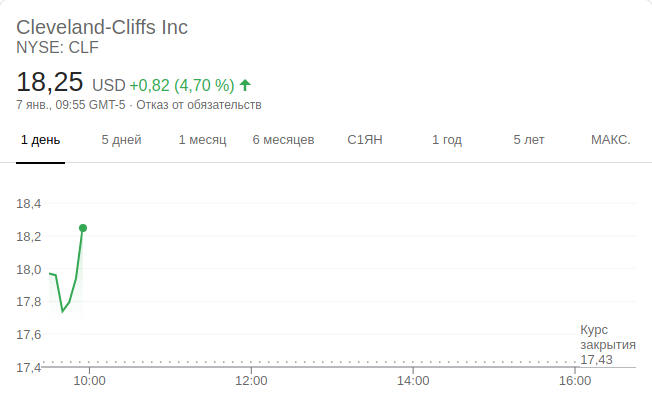 Cleveland-Cliffs Inc
NYSE: CLF
18,25 USD +0,82 (4,70 %)
7 янв., 09:55 GMT-5 · Отказ от обязательств
1 день 5 дней 1 месяц 6 месяцев С1ЯН 1 год 5 лет МАКС.
18,4
18,2
18,0
17,8
17,6
17,4
Курс
закрытия
17,43
10:00 12:00 14:00 16:00